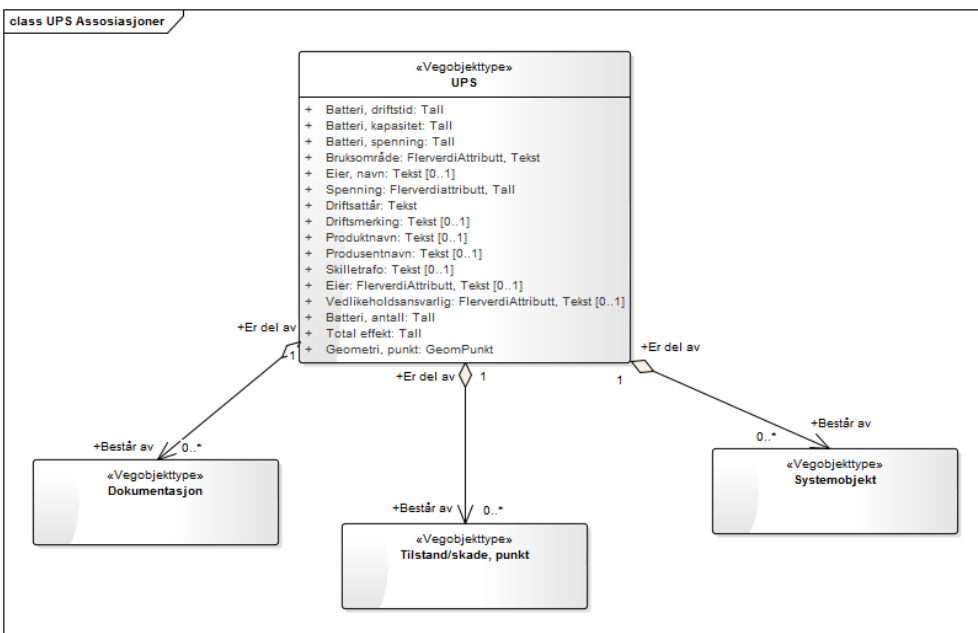 class UPS Assosiasjoner
«Vegobjekttype»
UPS
+ Batteri, driftstid: Tall
+ Batteri, kapasitet: Tall
+ Batteri, spenning: Tall
+ Bruksområde: FlerverdiAttributt, Tekst
+ Eier, navn: Tekst [0..1]
+ Spenning: Flerverdiattributt, Tall
+ Driftsattår: Tekst
+ Driftsmerking: Tekst [0..1]
+ Produktnavn: Tekst [0..1]
+ Produsentnavn: Tekst [0..1]
+ Skilletrafo: Tekst [0..1]
+ Eier: FlerverdiAttributt, Tekst [0..1]
+ Vedlikeholdsansvarlig: FlerverdiAttributt, Tekst [0..1]
+ Batteri, antall: Tall
+ Total effekt: Tall
+ Geometri, punkt: GeomPunkt
+Er del av
1
+Er del av
1
+Er del av
1
+Består av
0..*
+Består av
0..*
+Består av
0..*
«Vegobjekttype»
Dokumentasjon
«Vegobjekttype»
Tilstand/skade, punkt
«Vegobjekttype»
Systemobjekt